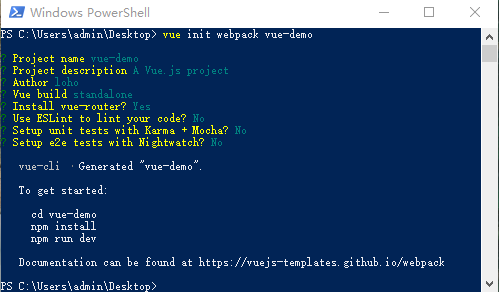 Windows PowerShell
PS C:\Users\admin\Desktop> vue init webpack vue-demo
? Project name vue-demo
? Project description A Vue.js project
? Author loho
? Vue build standalone
? Install vue-router? Yes
? Use ESLint to lint your code? No
? Setup unit tests with Karma + Mocha? No
? Setup e2e tests with Nightwatch? No
vue-cli · Generated "vue-demo".
To get started:
cd vue-demo
npm install
npm run dev
Documentation can be found at https://vuejs-templates.github.io/webpack
PS C:\Users\admin\Desktop>